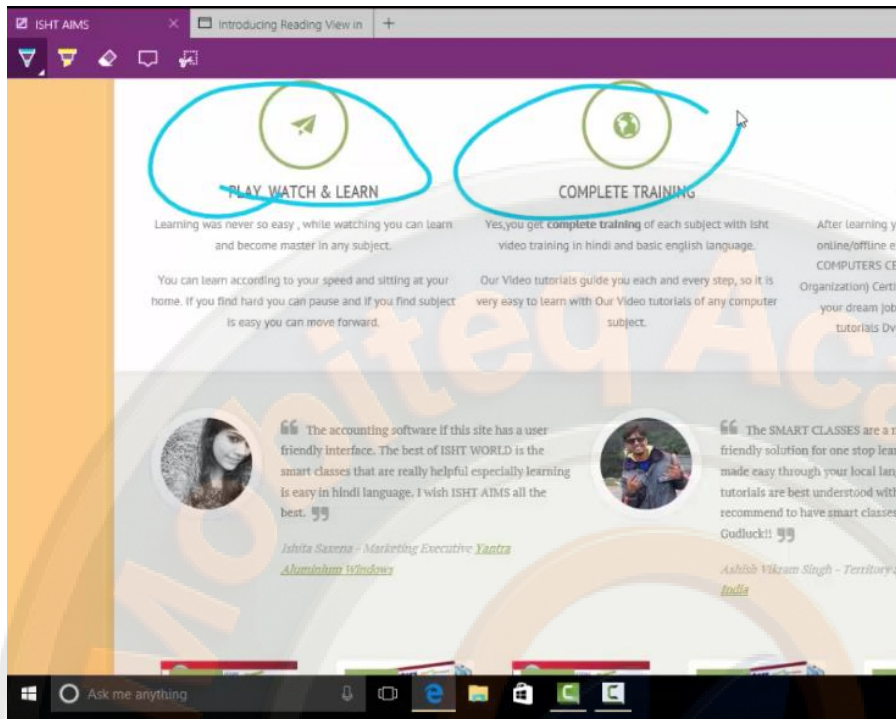 ISHT AIMS
Introducing Reading View in
PLAY, WATCH & LEARN
Learning was never so easy , while watching you can learn
and become master in any subject.
You can learn according to your speed and sitting at your
home. If you find hard you can pause and if you find subject
is easy you can move forward.
COMPLETE TRAINING
Yes,you get complete training of each subject with Isht
video training in hindi and basic english language.
Our Video tutorials guide you each and every step, so it is
very easy to learn with Our Video tutorials of any computer
subject.
After learning y
online/offline e
COMPUTERS CE
Organization) Certi
your dream job
tutorials Dv
The accounting software if this site has a user
friendly interface. The best of ISHT WORLD is the
smart classes that are really helpful especially learning
is easy in hindi language. I wish ISHT AIMS all the
best.
Ishita Saxena - Marketing Executive Yantra
Aluminium Windows
The SMART CLASSES are a r
friendly solution for one stop lear
made easy through your local lan
tutorials are best understood with
recommend to have smart classes
Gudluck!!
Ashish Vikram Singh - Territory
India
Mobiteq Aca
Ask me anything